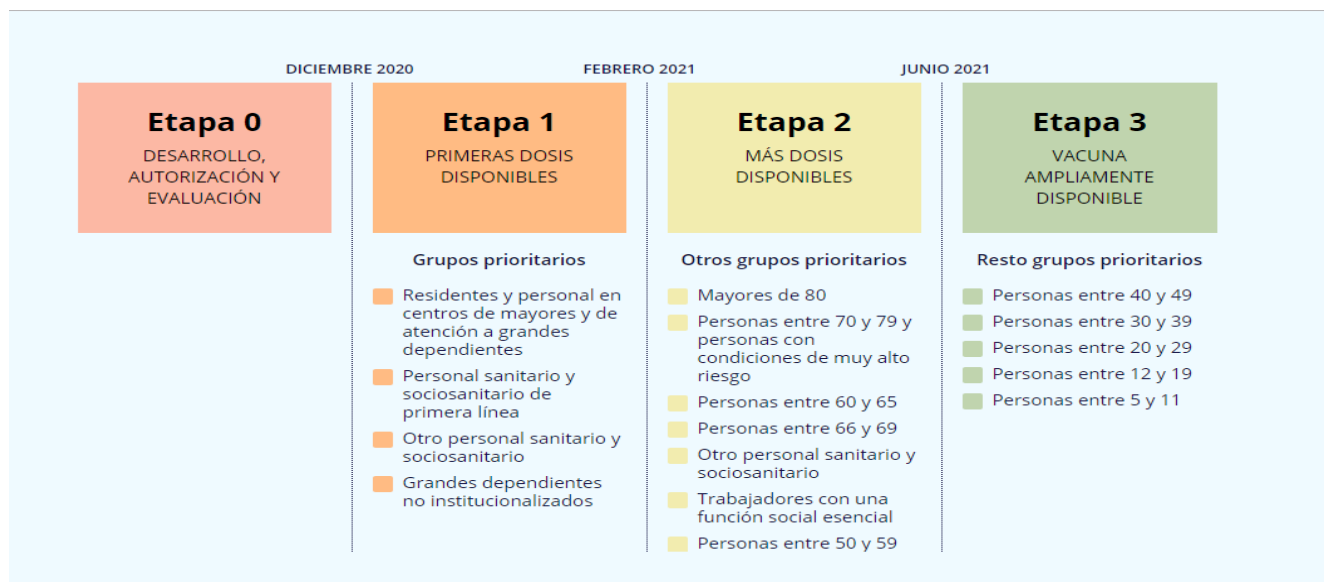 DICIEMBRE 2020
FEBRERO 2021
JUNIO 2021
Etapa 0
DESARROLLO,
AUTORIZACIÓN Y
EVALUACIÓN
Etapa 1
PRIMERAS DOSIS
DISPONIBLES
Grupos prioritarios
Residentes y personal en
centros de mayores y de
atención a grandes
dependientes
Personal sanitario y
sociosanitario de
primera línea
Otro personal sanitario y
sociosanitario
Grandes dependientes
no institucionalizados
Etapa 2
MÁS DOSIS
DISPONIBLES
Otros grupos prioritarios
Mayores de 80
Personas entre 70 y 79 y
personas con
condiciones de muy alto
riesgo
Personas entre 60 y 65
Personas entre 66 y 69
Otro personal sanitario y
sociosanitario
Trabajadores con una
función social esencial
Personas entre 50 y 59
Etapa 3
VACUNA
AMPLIAMENTE
DISPONIBLE
Resto grupos prioritarios
Personas entre 40 y 49
Personas entre 30 y 39
Personas entre 20 y 29
Personas entre 12 y 19
Personas entre 5 y 11